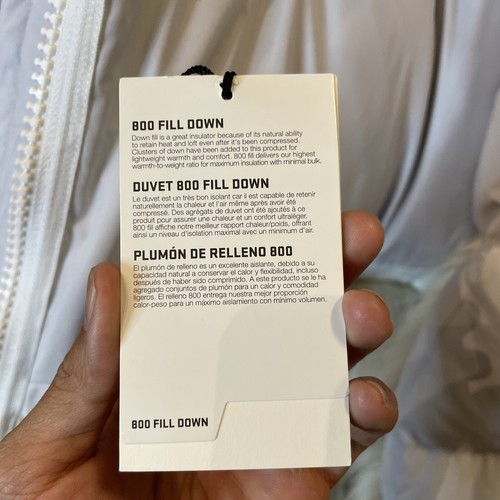 800 FILL DOWN
Down fill is a great insulator because of its natural ability
to retain heat and loft even after it's been compressed.
Clusters of down have been added to this product for
lightweight warmth and comfort. 800 fill delivers our highest
warmth-to-weight ratio for maximum insulation with minimal bulk.
DUVET 800 FILL DOWN
Le duvet est un très bon isolant car il est capable de retenir
naturellement la chaleur et l'air même après avoir été
compressé. Des agrégats de duvet ont été ajoutés à ce
produit pour assurer une chaleur et un confort ultraléger.
800 fill affiche notre meilleur rapport chaleur/poids, offrant
ainsi un niveau d'isolation maximal avec un minimum d'air.
PLUMÓN DE RELLENO 800
El plumón de relleno es un excelente aislante, debido a su
capacidad natural a conservar el calor y flexibilidad, incluso
después de haber sido comprimido. A este producto se le ha
agregado conjuntos de plumón para un calor y comodidad
ligeros. El relleno 800 entrega nuestra mejor proporción
calor-peso para un máximo aislamiento con mínimo volumen.
800 FILL DOWN